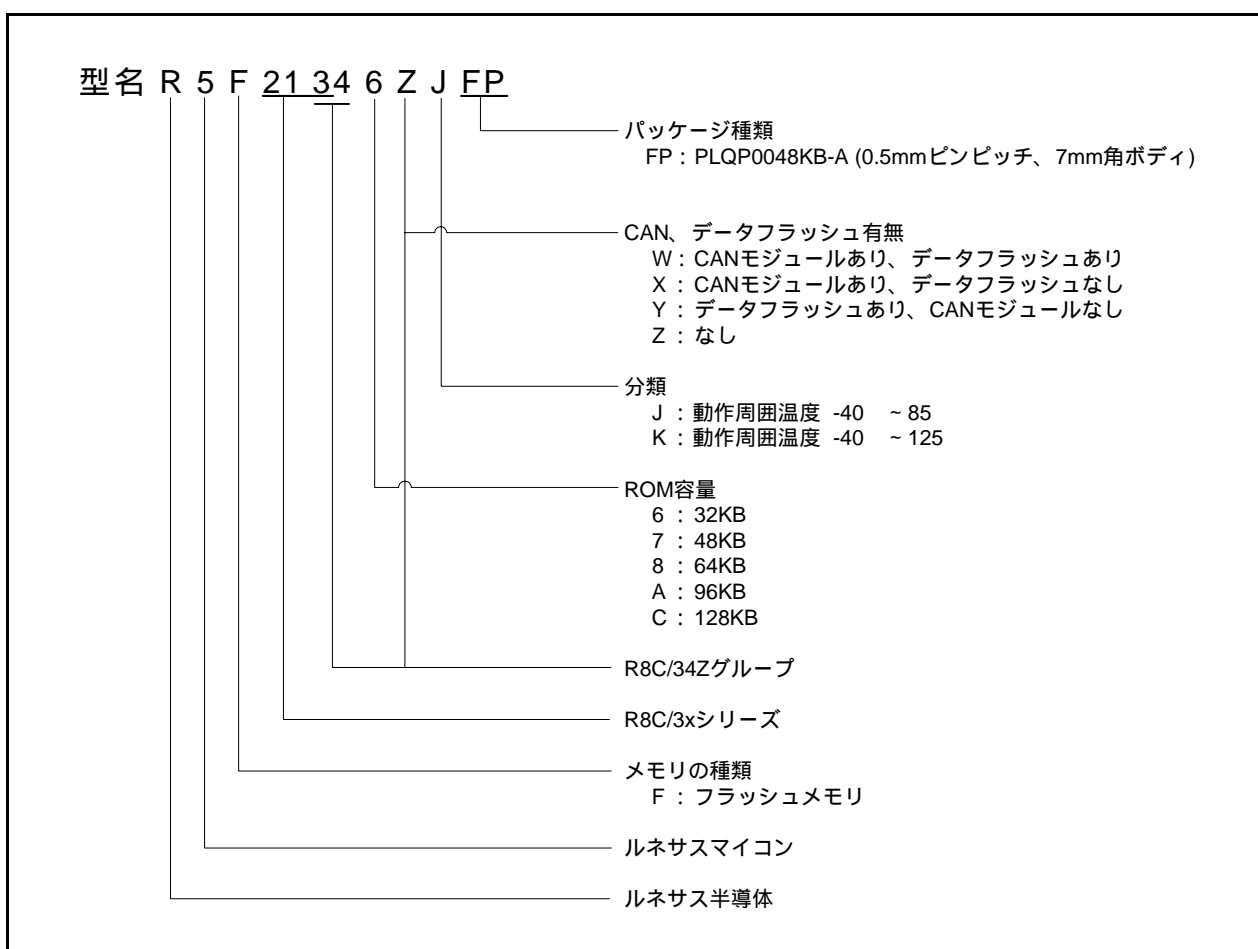 型名 R 5 F 21 34 6 Z J FP
パッケージ種類
FP : PLQP0048KB-A (0.5mmピンピッチ、7mm角ボディ)
CAN、データフラッシュ有無
W : CANモジュールあり、データフラッシュあり
X : CANモジュールあり、データフラッシュなし
Y : データフラッシュあり、CANモジュールなし
Z : なし
分類
J : 動作周囲温度 -40 ~ 85
K : 動作周囲温度 -40 ~ 125
ROM容量
6 : 32KB
7 : 48KB
8 : 64KB
A : 96KB
C : 128KB
R8C/34Zグループ
R8C/3xシリーズ
メモリの種類
F : フラッシュメモリ
ルネサスマイコン
ルネサス半導体